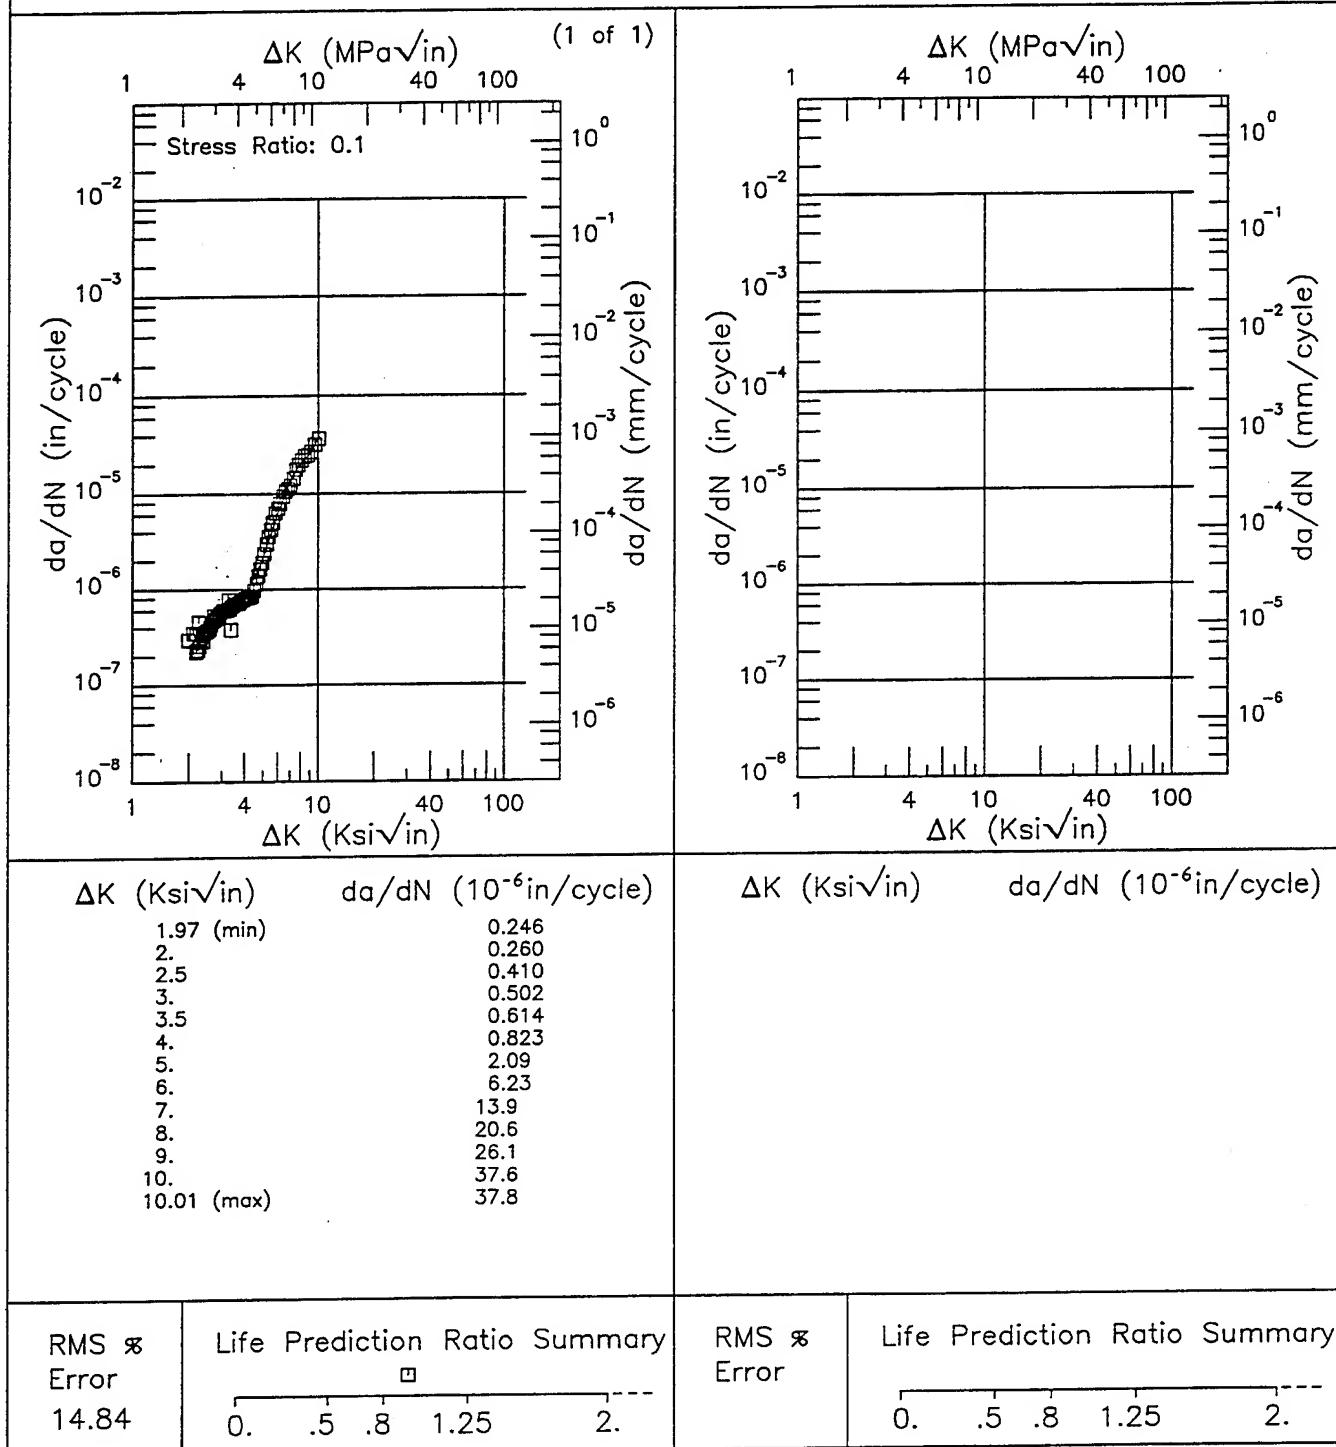 (1 of 1)
ΔK (MPa√in)
1 4 10 40 100
Stress Ratio: 0.1
10⁻²
10⁻³
10⁻⁴
10⁻⁵
10⁻⁶
10⁻⁷
10⁻⁸
da/dN (in/cycle)
10⁰
10⁻¹
10⁻²
10⁻³
10⁻⁴
10⁻⁵
10⁻⁶
da/dN (mm/cycle)
1 4 10 40 100
ΔK (Ksi√in)
ΔK (MPa√in)
1 4 10 40 100
10⁻²
10⁻³
10⁻⁴
10⁻⁵
10⁻⁶
10⁻⁷
10⁻⁸
da/dN (in/cycle)
10⁰
10⁻¹
10⁻²
10⁻³
10⁻⁴
10⁻⁵
10⁻⁶
da/dN (mm/cycle)
1 4 10 40 100
ΔK (Ksi√in)
ΔK (Ksi√in) da/dN (10⁻⁶in/cycle)
1.97 (min) 0.246
2. 0.260
2.5 0.410
3. 0.502
3.5 0.614
4. 0.823
5. 2.09
6. 6.23
7. 13.9
8. 20.6
9. 26.1
10. 37.6
10.01 (max) 37.8
ΔK (Ksi√in) da/dN (10⁻⁶in/cycle)
RMS %
Error
14.84
Life Prediction Ratio Summary
0. .5 .8 1.25 2.
RMS %
Error
Life Prediction Ratio Summary
0. .5 .8 1.25 2.